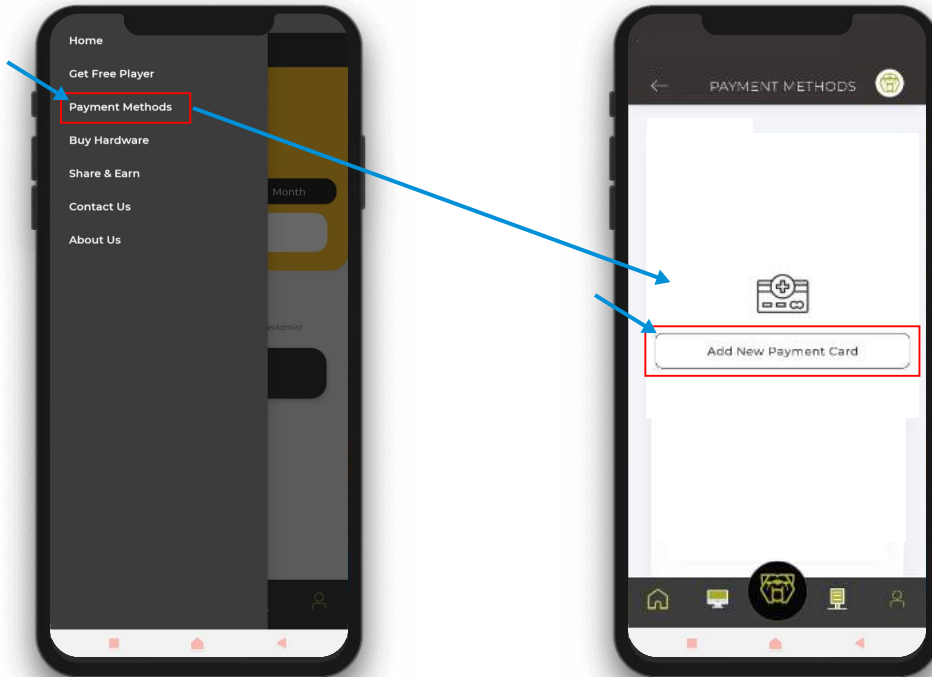 Home
Get Free Player
Payment Methods
Buy Hardware
Share & Earn
Contact Us
About Us
Month
erAdmin!
PAYMENT METHODS
Add New Payment Card